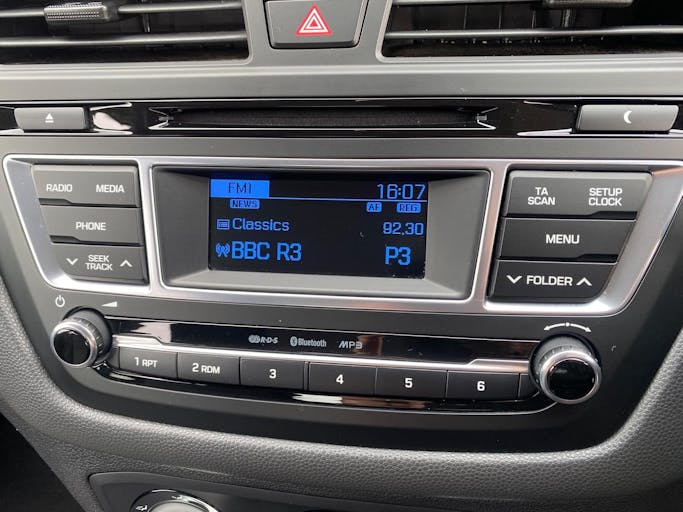 FM1 16:07
NEWS AF REG
Classics 92.30
BBC R3 P3
RADIO MEDIA
PHONE
SEEK
TRACK
TA
SCAN
SETUP
CLOCK
MENU
FOLDER
R·D·S Bluetooth MP3
1 RPT 2 RDM 3 4 5 6